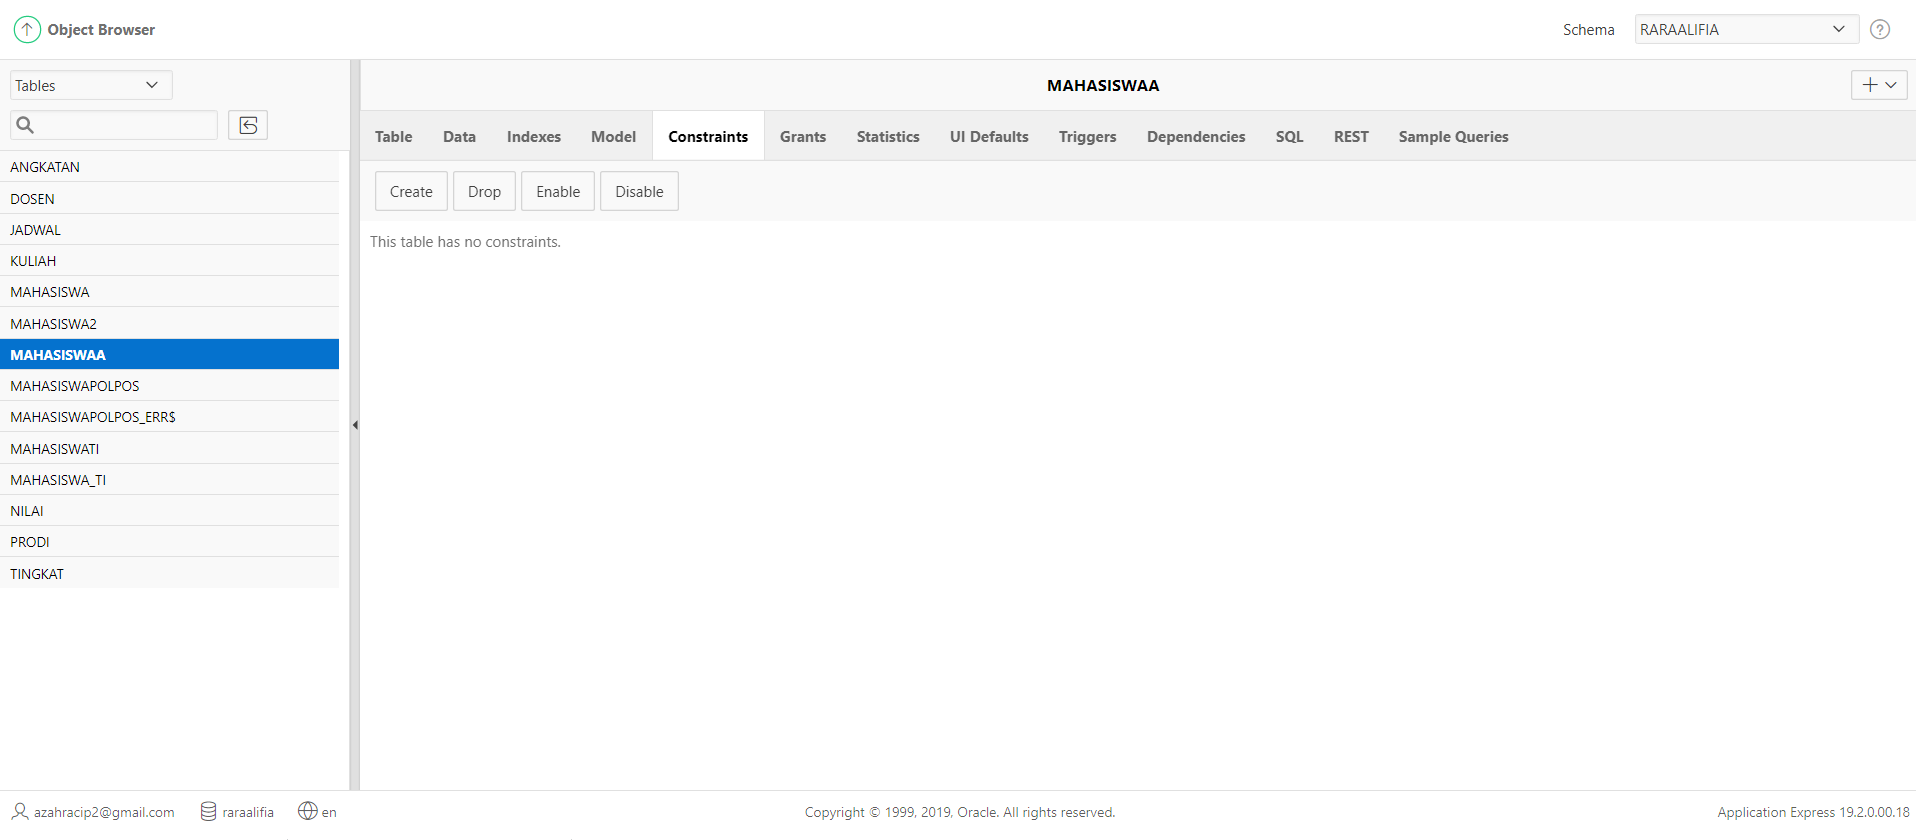 Object Browser
Schema RARAALIFIA
Tables
MAHASISWAA
Table Data Indexes Model Constraints Grants Statistics UI Defaults Triggers Dependencies SQL REST Sample Queries
Create Drop Enable Disable
This table has no constraints.
ANGKATAN
DOSEN
JADWAL
KULIAH
MAHASISWA
MAHASISWA2
MAHASISWAA
MAHASISWAPOLPOS
MAHASISWAPOLPOS_ERR$
MAHASISWATI
MAHASISWA_TI
NILAI
PRODI
TINGKAT
azahracip2@gmail.com raraalifia en
Copyright © 1999, 2019, Oracle. All rights reserved.
Application Express 19.2.0.00.18